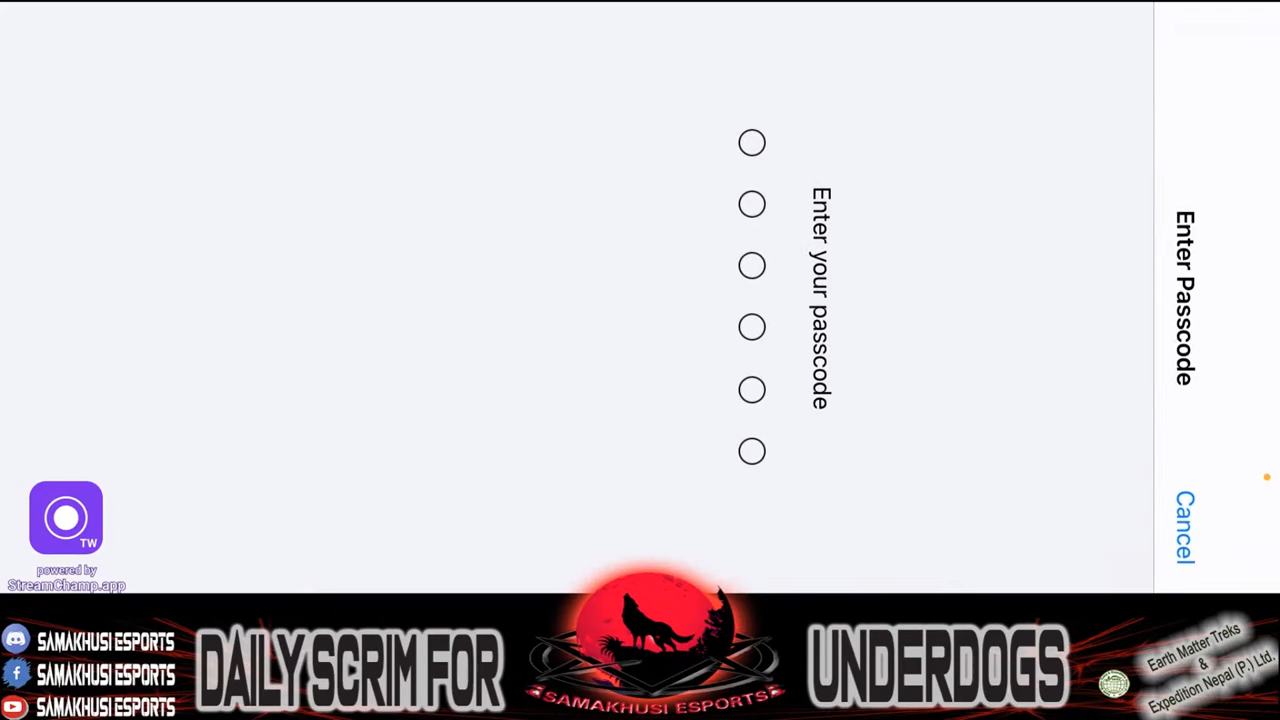 Enter Passcode
Cancel
Enter your passcode
TW
powered by
StreamChamp.app
SAMAKHUSI ESPORTS
SAMAKHUSI ESPORTS
SAMAKHUSI ESPORTS
DAILY SCRIM FOR
SAMAKHUSI ESPORTS
UNDERDOGS
Earth Matter Treks
&
Expedition Nepal (P.) Ltd.